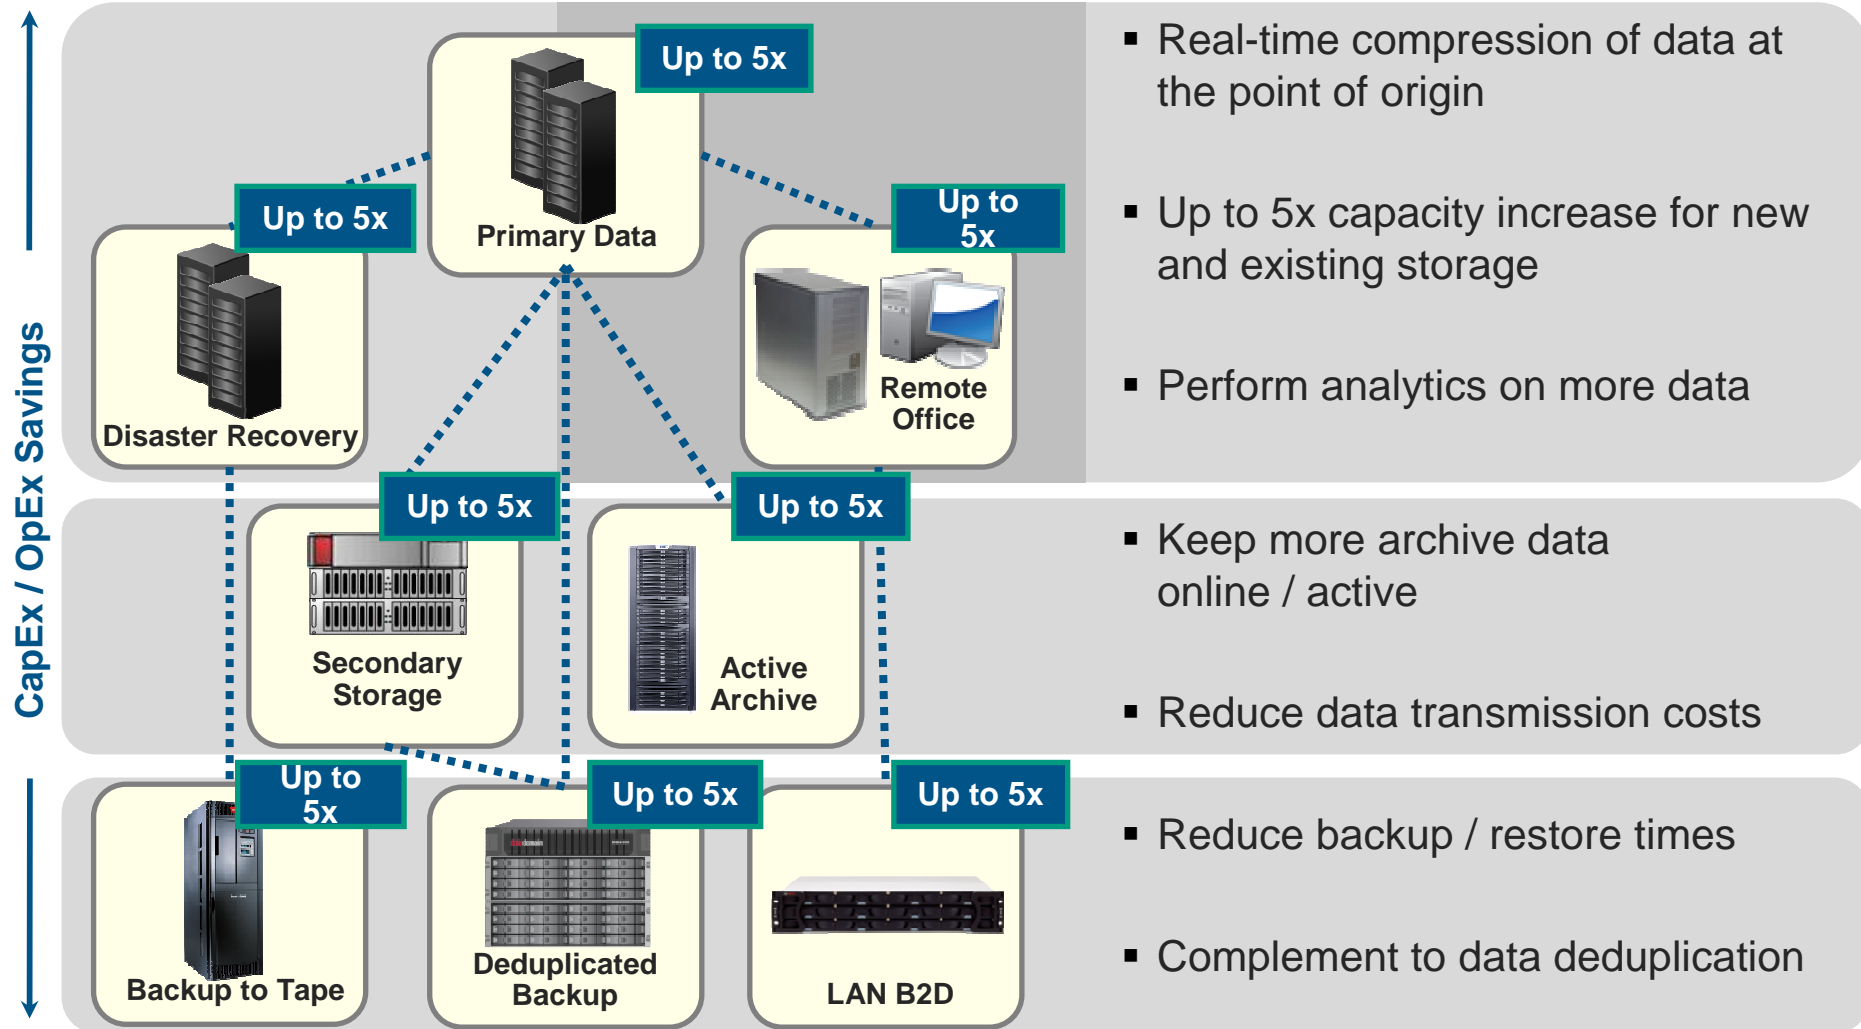 CapEx / OpEx Savings
Up to 5x
Primary Data
Up to 5x
Disaster Recovery
Up to
5x
Remote
Office
Up to 5x
Secondary
Storage
Up to 5x
Active
Archive
Up to
5x
Backup to Tape
Up to 5x
Deduplicated
Backup
Up to 5x
LAN B2D
▪ Real-time compression of data at
the point of origin
▪ Up to 5x capacity increase for new
and existing storage
▪ Perform analytics on more data
▪ Keep more archive data
online / active
▪ Reduce data transmission costs
▪ Reduce backup / restore times
▪ Complement to data deduplication